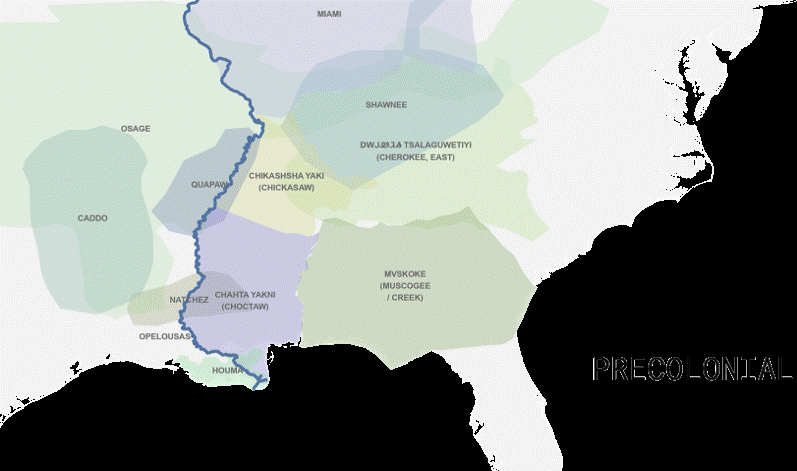 MIAMI
SHAWNEE
OSAGE
DWJᏍᎩᏱ TSALAGUWETIYI
(CHEROKEE, EAST)
CHIKASHSHA YAKI
(CHICKASAW)
QUAPAW
CADDO
MVSKOKE
(MUSCOGEE
/ CREEK)
NATCHEZ
CHAHTA YAKNI
(CHOCTAW)
OPELOUSAS
HOUMA
PRECOLONIAL